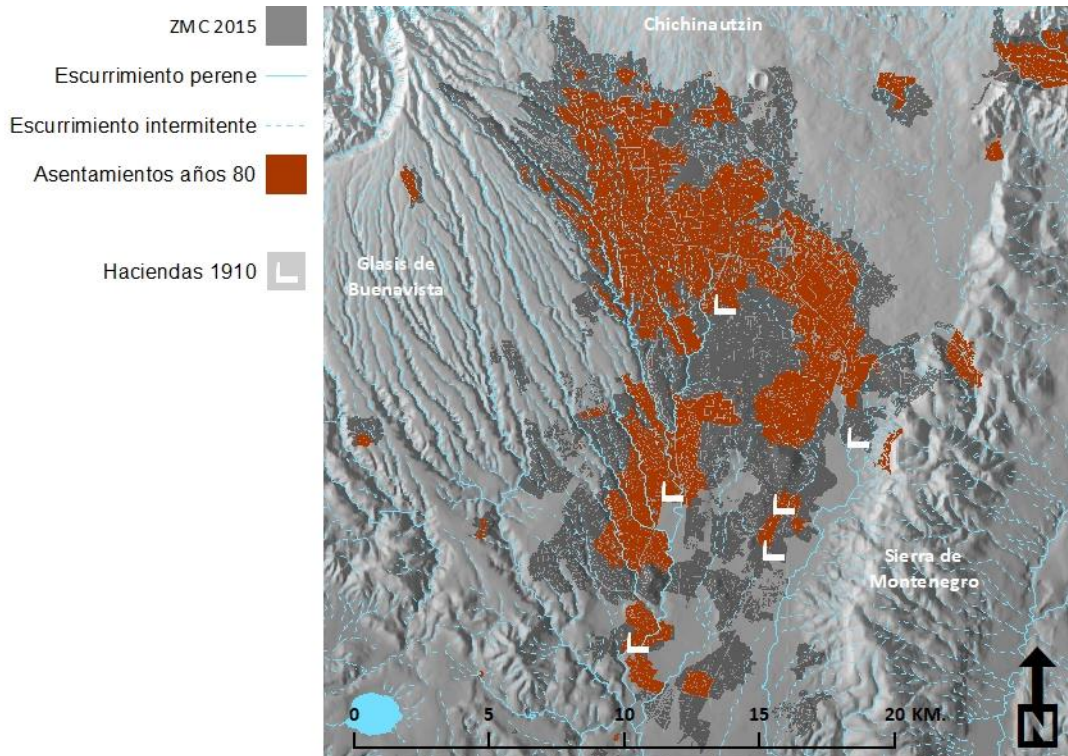 ZMC 2015
Escurrimiento perene
Escurrimiento intermitente
Asentamientos años 80
Haciendas 1910
Chichinautzin
Glasis de
Buenavista
Sierra de
Montenegro
0 5 10 15 20 KM.
N